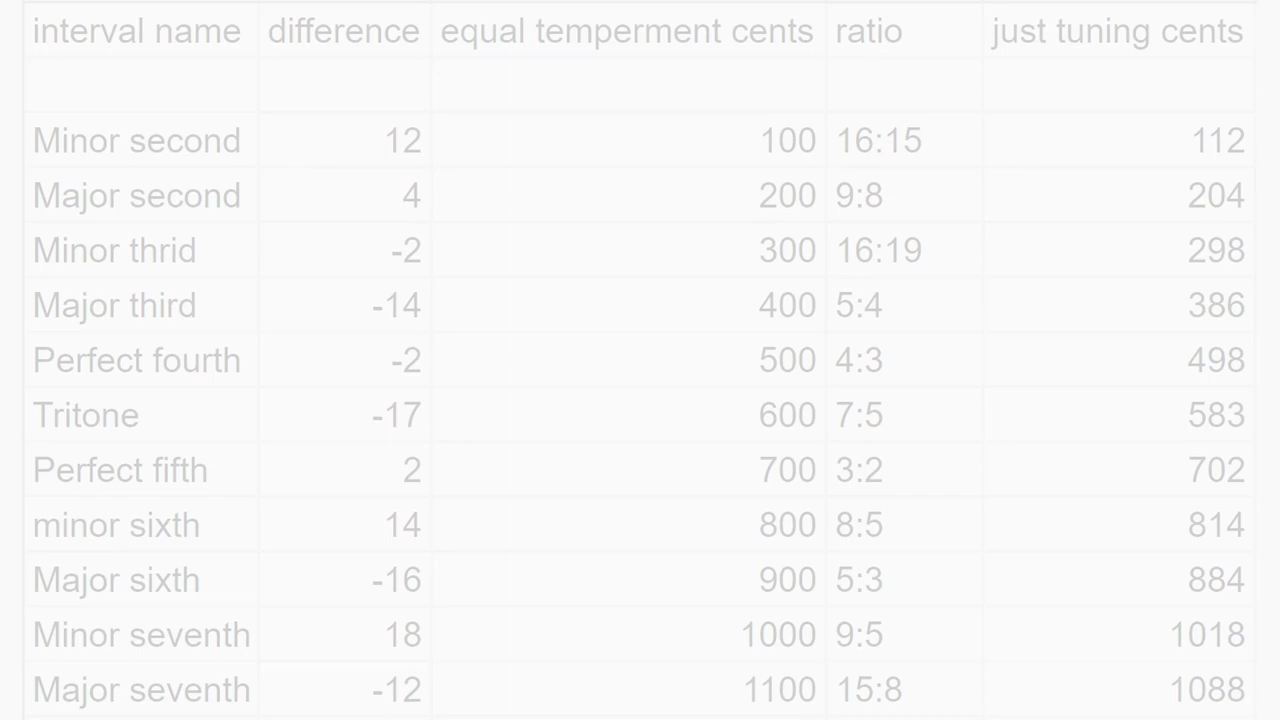 interval name difference equal temperment cents ratio just tuning cents
Minor second 12 100 16:15 112
Major second 4 200 9:8 204
Minor thrid -2 300 16:19 298
Major third -14 400 5:4 386
Perfect fourth -2 500 4:3 498
Tritone -17 600 7:5 583
Perfect fifth 2 700 3:2 702
minor sixth 14 800 8:5 814
Major sixth -16 900 5:3 884
Minor seventh 18 1000 9:5 1018
Major seventh -12 1100 15:8 1088